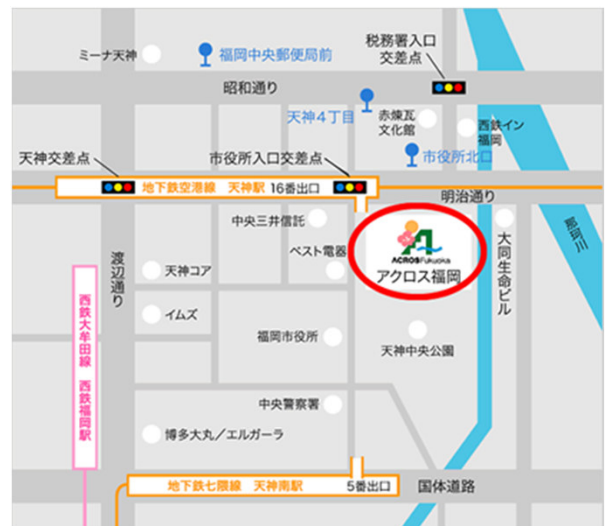 ミーナ天神
福岡中央郵便局前
税務署入口
交差点
昭和通り
天神4丁目
赤煉瓦
文化館
西鉄イン
福岡
市役所北口
天神交差点
市役所入口交差点
地下鉄空港線 天神駅 16番出口
明治通り
那珂川
中央三井信託
ベスト電器
ACROS Fukuoka
アクロス福岡
大同生命ビル
渡辺通り
天神コア
イムズ
福岡市役所
天神中央公園
西鉄大牟田線 西鉄福岡駅
中央警察署
博多大丸/エルガーラ
地下鉄七隈線 天神南駅 5番出口
国体道路